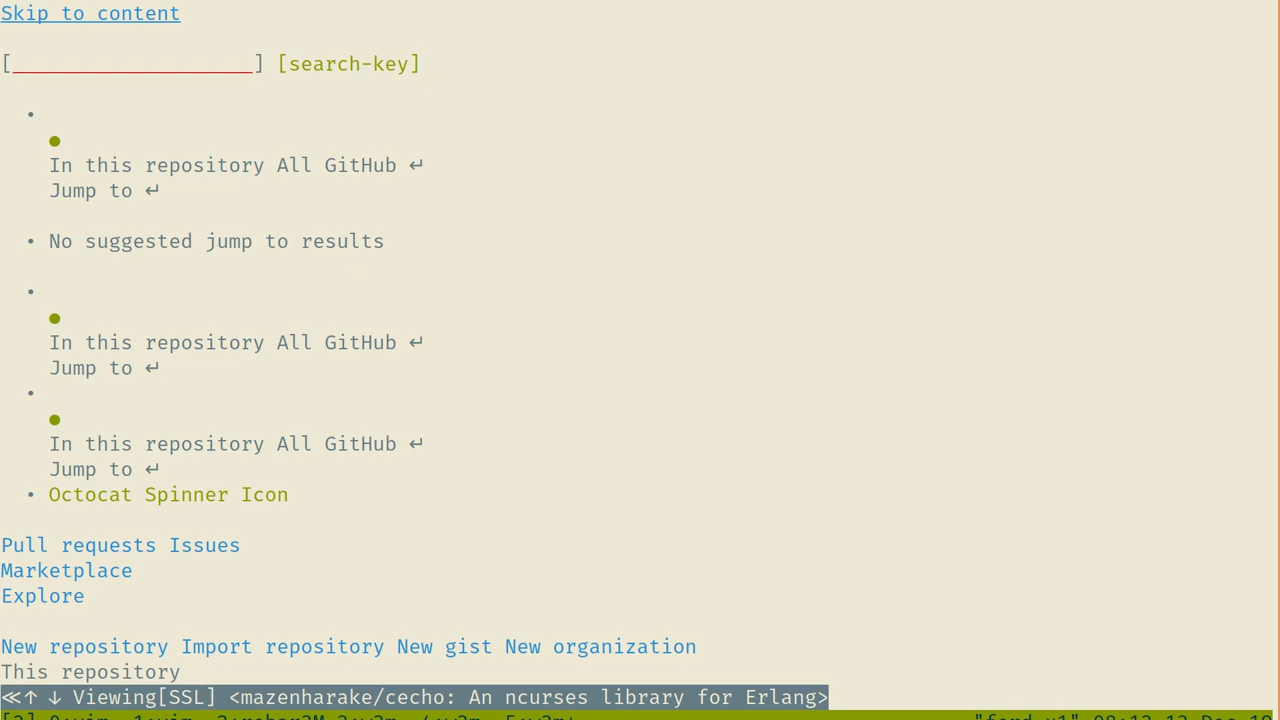 Skip to content
[____________________] [search-key]
•
●
In this repository All GitHub ↵
Jump to ↵
• No suggested jump to results
•
●
In this repository All GitHub ↵
Jump to ↵
•
●
In this repository All GitHub ↵
Jump to ↵
• Octocat Spinner Icon
Pull requests Issues
Marketplace
Explore
New repository Import repository New gist New organization
This repository
≪↑ ↓ Viewing[SSL] <mazenharake/cecho: An ncurses library for Erlang>